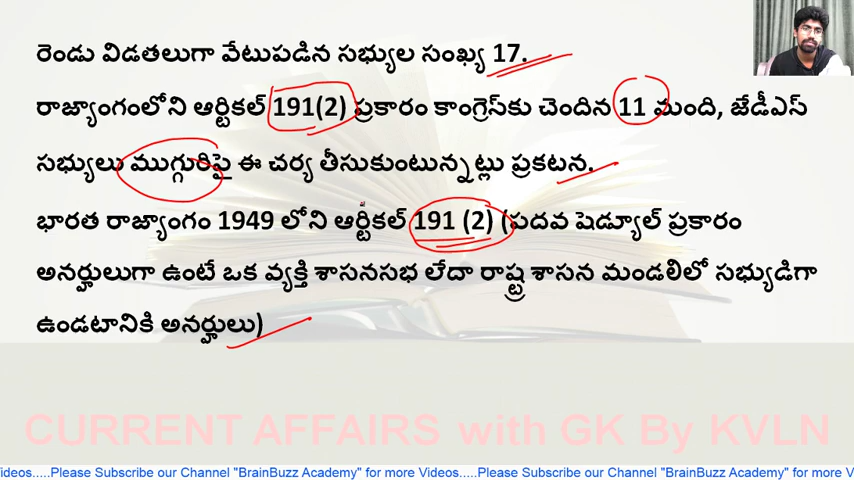 రెండు విడతలుగా వేటుపడిన సభ్యుల సంఖ్య 17.
రాజ్యాంగంలోని ఆర్టికల్ 191(2) ప్రకారం కాంగ్రెస్‌కు చెందిన 11 మంది, జేడీఎస్
సభ్యులు ముగ్గురిపై ఈ చర్య తీసుకుంటున్నట్లు ప్రకటన.
భారత రాజ్యాంగం 1949 లోని ఆర్టికల్ 191 (2) (పదవ షెడ్యూల్ ప్రకారం
అనర్హులుగా ఉంటే ఒక వ్యక్తి శాసనసభ లేదా రాష్ట్ర శాసన మండలిలో సభ్యుడిగా
ఉండటానికి అనర్హులు)
CURRENT AFFAIRS with GK By KVLN
ideos.....Please Subscribe our Channel "BrainBuzz Academy" for more Videos.....Please Subscribe our Channel "BrainBuzz Academy" for more V